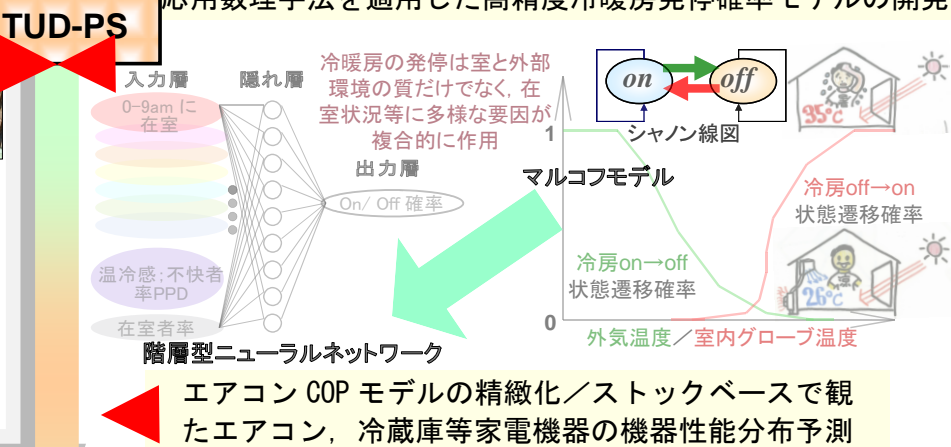 応用数理手法を適用した高精度冷暖房発停確率モデルの開発
TUD-PS
入力層
隠れ層
0-9am に
在室
冷暖房の発停は室と外部
環境の質だけでなく, 在
室状況等に多様な要因が
複合的に作用
出力層
On/ Off 確率
温冷感;不快者
率PPD
在室者率
階層型ニューラルネットワーク
on
off
シャノン線図
マルコフモデル
1
0
35℃
冷房off→on
状態遷移確率
冷房on→off
状態遷移確率
26℃
外気温度／室内グローブ温度
エアコン COP モデルの精緻化／ストックベースで観
たエアコン, 冷蔵庫等家電機器の機器性能分布予測